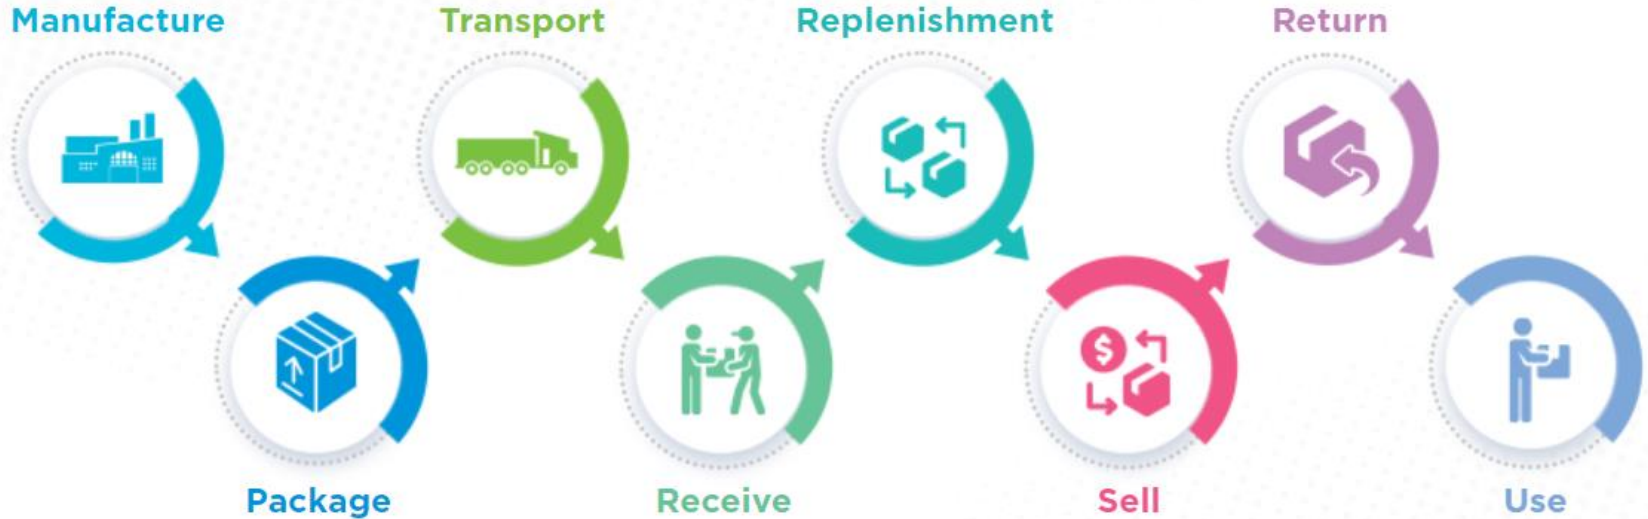 Manufacture
Transport
Replenishment
Return
$
Package
Receive
Sell
Use